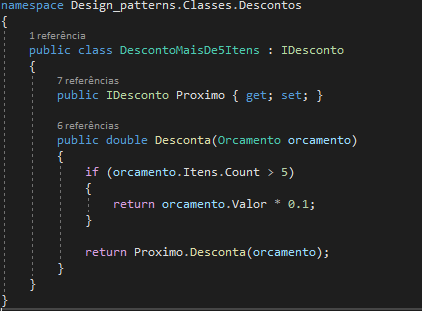 namespace Design_patterns.Classes.Descontos
{
1 referência
public class DescontoMaisDe5Itens : IDesconto
{
7 referências
public IDesconto Proximo { get; set; }
6 referências
public double Desconta(Orcamento orcamento)
{
if (orcamento.Itens.Count > 5)
{
return orcamento.Valor * 0.1;
}
return Proximo.Desconta(orcamento);
}
}
}